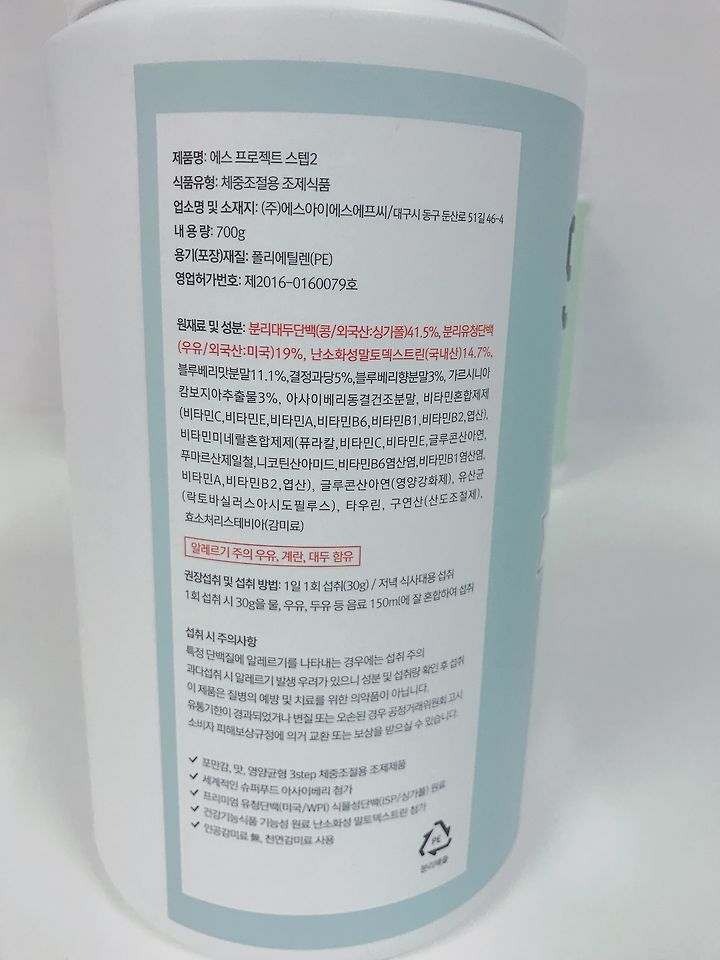 제품명: 에스 프로젝트 스텝2
식품유형: 체중조절용 조제식품
업소명 및 소재지: (주)에스아이에스에프씨/대구시 동구 둔산로 51길 46-4
내 용 량: 700g
용기(포장)재질: 폴리에틸렌(PE)
영업허가번호: 제2016-0160079호
원재료 및 성분: 분리대두단백(콩/외국산:싱가폴)41.5%, 분리유청단백
(우유/외국산:미국)19%, 난소화성말토덱스트린(국내산)14.7%,
블루베리맛분말11.1%,결정과당5%,블루베리향분말3%, 가르시니아
캄보지아추출물3%, 아사이베리동결건조분말, 비타민혼합제제
(비타민C,비타민E,비타민A,비타민B6,비타민B1,비타민B2,엽산),
비타민미네랄혼합제제(퓨라칼,비타민C,비타민E,글루콘산아연,
푸마르산제일철,니코틴산아미드,비타민B6염산염,비타민B1염산염,
비타민A,비타민B2,엽산), 글루콘산아연(영양강화제), 유산균
(락토바실러스아시도필루스), 타우린, 구연산(산도조절제),
효소처리스테비아(감미료)
알레르기 주의 우유, 계란, 대두 함유
권장섭취 및 섭취 방법: 1일 1회 섭취(30g) / 저녁 식사대용 섭취
1회 섭취 시 30g을 물, 우유, 두유 등 음료 150ml에 잘 혼합하여 섭취
섭취 시 주의사항
특정 단백질에 알레르기를 나타내는 경우에는 섭취 주의
과다섭취 시 알레르기 발생 우려가 있으니 성분 및 섭취량 확인 후 섭취
이 제품은 질병의 예방 및 치료를 위한 의약품이 아닙니다.
유통기한이 경과되었거나 변질 또는 오손된 경우 공정거래위원회 고시
소비자 피해보상규정에 의거 교환 또는 보상을 받으실 수 있습니다.
✓ 포만감, 맛, 영양균형 3step 체중조절용 조제제품
✓ 세계적인 슈퍼푸드 아사이베리 첨가
✓ 프리미엄 유청단백(미국/WPI) 식물성단백(ISP/싱가폴) 원료
✓ 건강기능식품 기능성 원료 난소화성 말토덱스트린 첨가
✓ 인공감미료 無, 천연감미료 사용
PE
분리배출